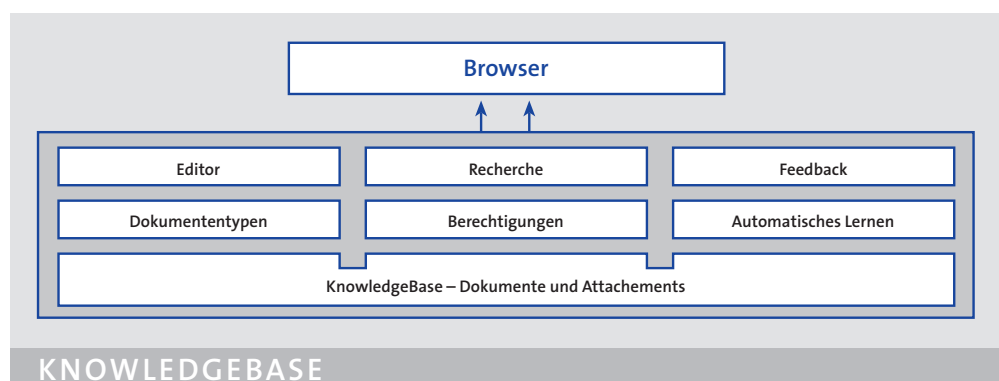 Browser
Editor
Recherche
Feedback
Dokumententypen
Berechtigungen
Automatisches Lernen
KnowledgeBase – Dokumente und Attachements
KNOWLEDGEBASE